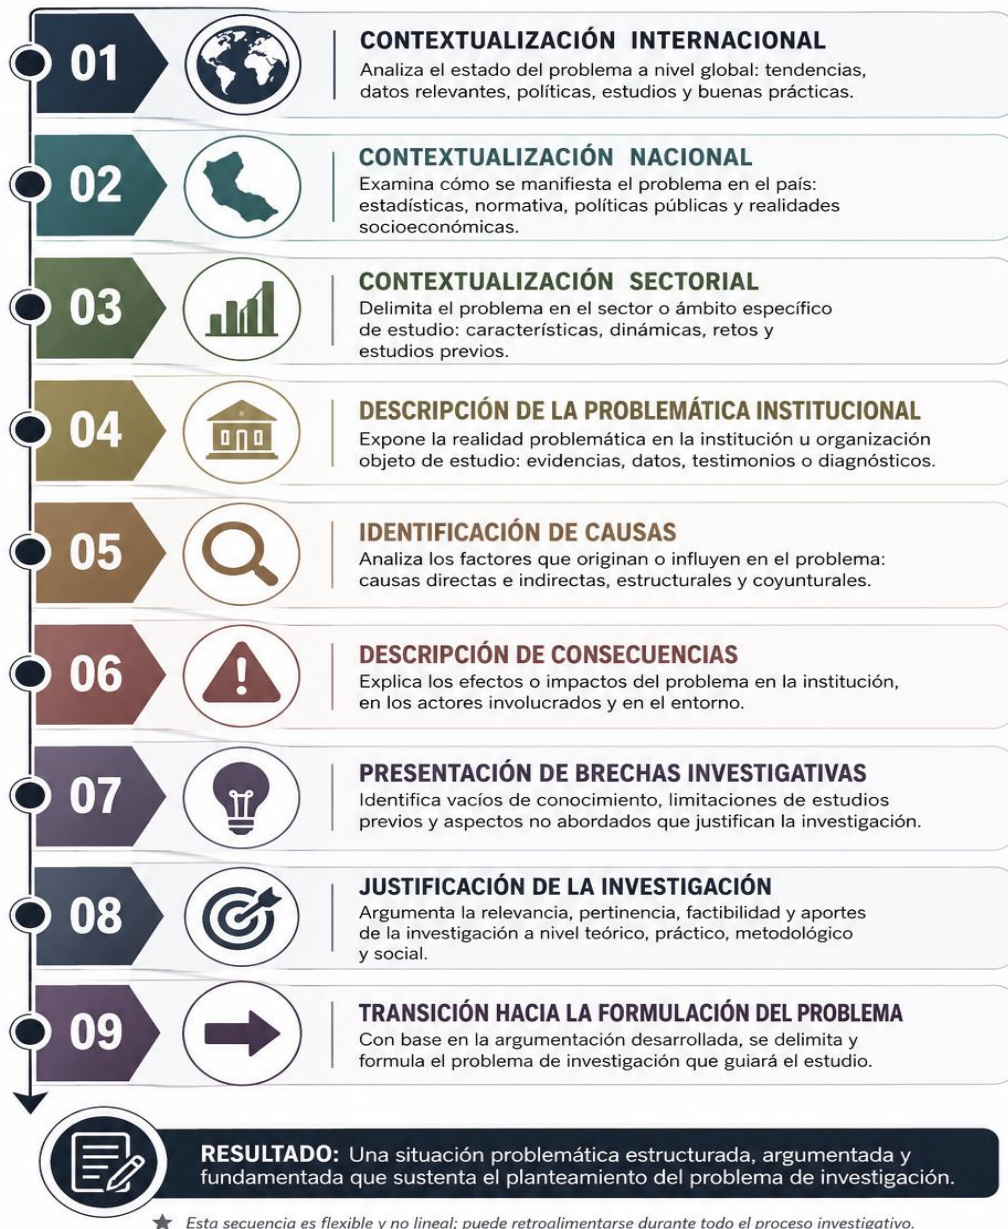 01
CONTEXTUALIZACIÓN INTERNACIONAL
Analiza el estado del problema a nivel global: tendencias,
datos relevantes, políticas, estudios y buenas prácticas.
02
CONTEXTUALIZACIÓN NACIONAL
Examina cómo se manifiesta el problema en el país:
estadísticas, normativa, políticas públicas y realidades
socioeconómicas.
03
CONTEXTUALIZACIÓN SECTORIAL
Delimita el problema en el sector o ámbito específico
de estudio: características, dinámicas, retos y
estudios previos.
04
DESCRIPCIÓN DE LA PROBLEMÁTICA INSTITUCIONAL
Expone la realidad problemática en la institución u organización
objeto de estudio: evidencias, datos, testimonios o diagnósticos.
05
IDENTIFICACIÓN DE CAUSAS
Analiza los factores que originan o influyen en el problema:
causas directas e indirectas, estructurales y coyunturales.
06
DESCRIPCIÓN DE CONSECUENCIAS
Explica los efectos o impactos del problema en la institución,
en los actores involucrados y en el entorno.
07
PRESENTACIÓN DE BRECHAS INVESTIGATIVAS
Identifica vacíos de conocimiento, limitaciones de estudios
previos y aspectos no abordados que justifican la investigación.
08
JUSTIFICACIÓN DE LA INVESTIGACIÓN
Argumenta la relevancia, pertinencia, factibilidad y aportes
de la investigación a nivel teórico, práctico, metodológico
y social.
09
TRANSICIÓN HACIA LA FORMULACIÓN DEL PROBLEMA
Con base en la argumentación desarrollada, se delimita y
formula el problema de investigación que guiará el estudio.
RESULTADO: Una situación problemática estructurada, argumentada y
fundamentada que sustenta el planteamiento del problema de investigación.
★ Esta secuencia es flexible y no lineal; puede retroalimentarse durante todo el proceso investigativo.